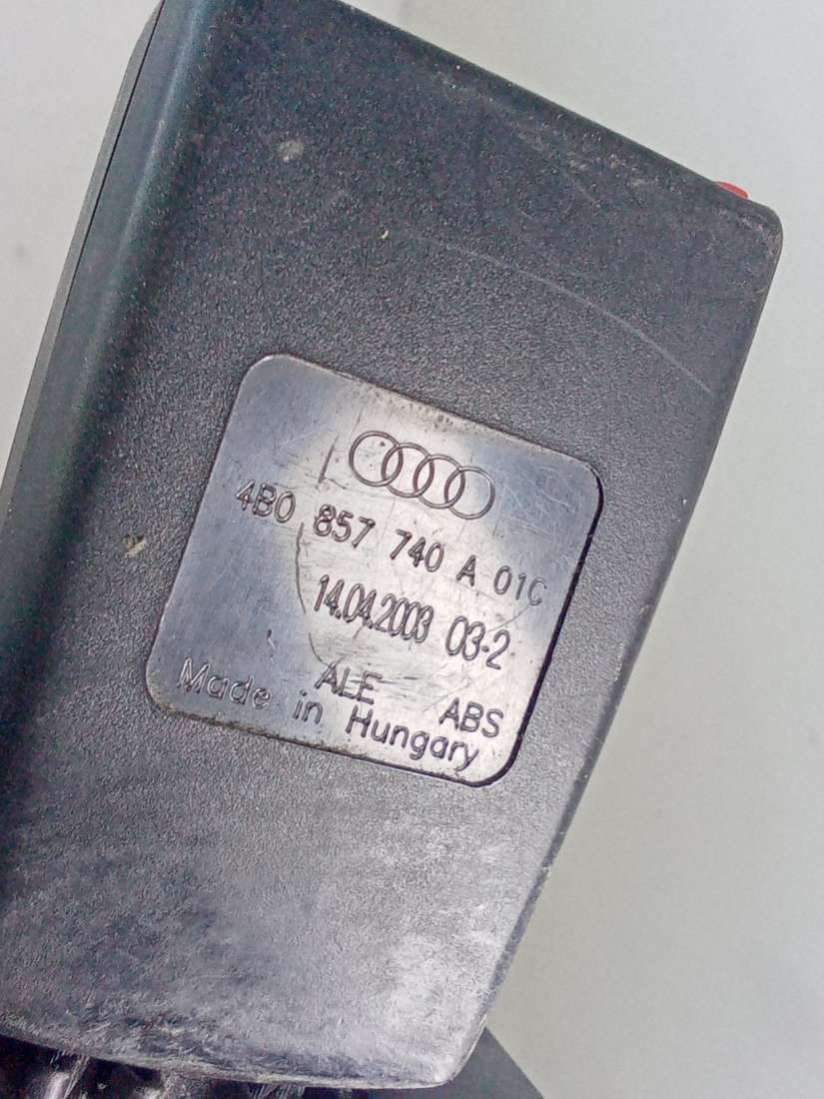 4B0 857 740 A 01C
14.04.2003 03-2
ALE ABS
Made in Hungary